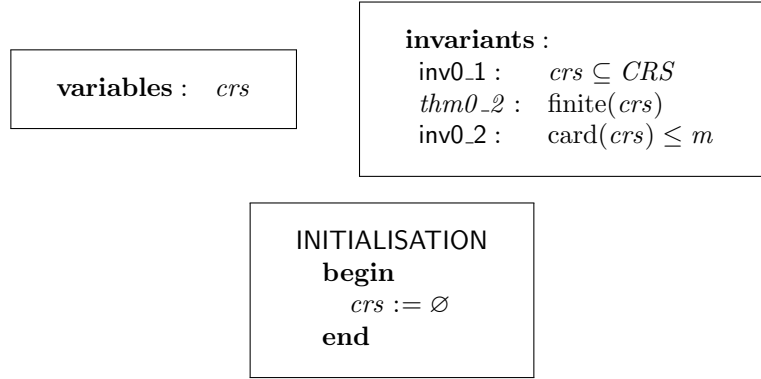 variables : crs
invariants :
inv0_1 : crs ⊆ CRS
thm0_2 : finite(crs)
inv0_2 : card(crs) ≤ m
INITIALISATION
begin
crs := ∅
end